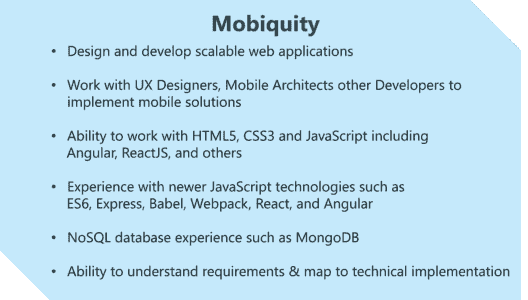 Mobiquity
• Design and develop scalable web applications
• Work with UX Designers, Mobile Architects other Developers to
implement mobile solutions
• Ability to work with HTML5, CSS3 and JavaScript including
Angular, ReactJS, and others
• Experience with newer JavaScript technologies such as
ES6, Express, Babel, Webpack, React, and Angular
• NoSQL database experience such as MongoDB
• Ability to understand requirements & map to technical implementation